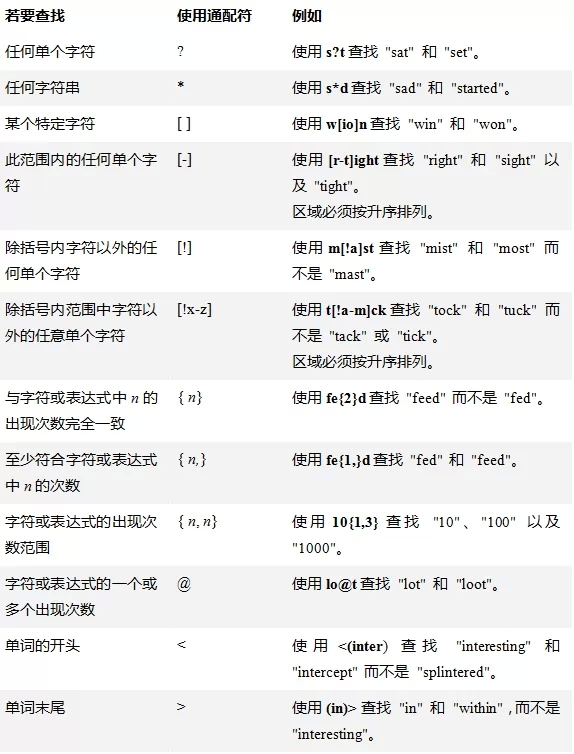 若要查找 使用通配符 例如
任何单个字符 ? 使用 s?t 查找 "sat" 和 "set"。
任何字符串 * 使用 s*d 查找 "sad" 和 "started"。
某个特定字符 [ ] 使用 w[io]n 查找 "win" 和 "won"。
此范围内的任何单个字 [-] 使用 [r-t]ight 查找 "right" 和 "sight" 以
符 及 "tight"。
区域必须按升序排列。
除括号内字符以外的任 [!] 使用 m[!a]st 查找 "mist" 和 "most" 而
何单个字符 不是 "mast"。
除括号内范围中字符以 [!x-z] 使用 t[!a-m]ck 查找 "tock" 和 "tuck" 而
外的任意单个字符 不是 "tack" 或 "tick"。
区域必须按升序排列。
与字符或表达式中 n 的 { n} 使用 fe{2}d 查找 "feed" 而不是 "fed"。
出现次数完全一致
至少符合字符或表达式 { n,} 使用 fe{1,}d 查找 "fed" 和 "feed"。
中 n 的次数
字符或表达式的出现次 { n, n} 使用 10{1,3} 查找 "10"、"100" 以及
数范围 "1000"。
字符或表达式的一个或 @ 使用 lo@t 查找 "lot" 和 "loot"。
多个出现次数
单词的开头 < 使用 <(inter) 查找 "interesting" 和
"intercept" 而不是 "splintered"。
单词末尾 > 使用 (in)> 查找 "in" 和 "within" ,而不是
"interesting"。